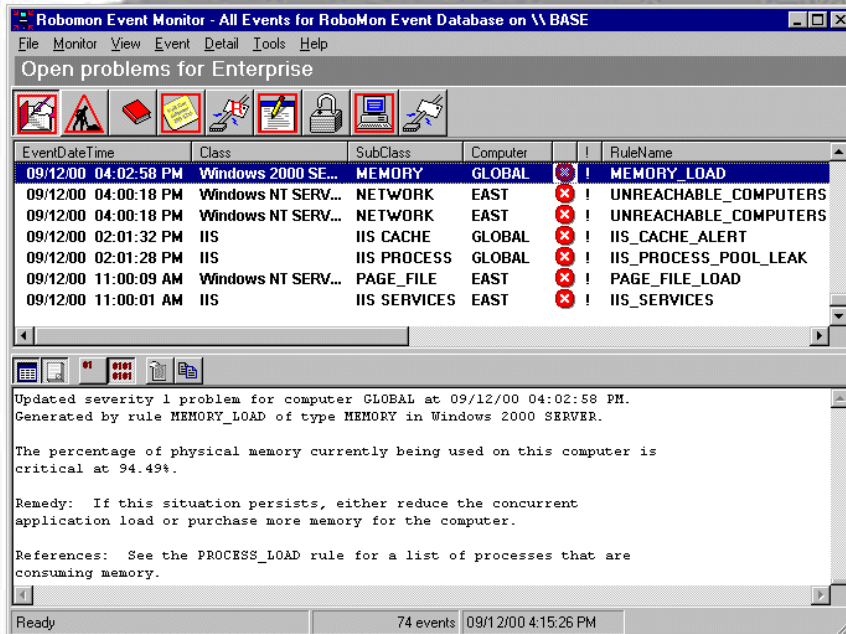 Robomon Event Monitor - All Events for RoboMon Event Database on \\ BASE
File Monitor View Event Detail Tools Help
Open problems for Enterprise
EventDateTime Class SubClass Computer ! RuleName
09/12/00 04:02:58 PM Windows 2000 SE... MEMORY GLOBAL ! MEMORY_LOAD
09/12/00 04:00:18 PM Windows NT SERV... NETWORK EAST ! UNREACHABLE_COMPUTERS
09/12/00 04:00:18 PM Windows NT SERV... NETWORK EAST ! UNREACHABLE_COMPUTERS
09/12/00 02:01:32 PM IIS IIS CACHE GLOBAL ! IIS_CACHE_ALERT
09/12/00 02:01:28 PM IIS IIS PROCESS GLOBAL ! IIS_PROCESS_POOL_LEAK
09/12/00 11:00:09 AM Windows NT SERV... PAGE_FILE EAST ! PAGE_FILE_LOAD
09/12/00 11:00:01 AM IIS IIS SERVICES EAST ! IIS_SERVICES
01 0101 0101
Updated severity 1 problem for computer GLOBAL at 09/12/00 04:02:58 PM.
Generated by rule MEMORY_LOAD of type MEMORY in Windows 2000 SERVER.
The percentage of physical memory currently being used on this computer is
critical at 94.49%.
Remedy: If this situation persists, either reduce the concurrent
application load or purchase more memory for the computer.
References: See the PROCESS_LOAD rule for a list of processes that are
consuming memory.
Ready 74 events 09/12/00 4:15:26 PM